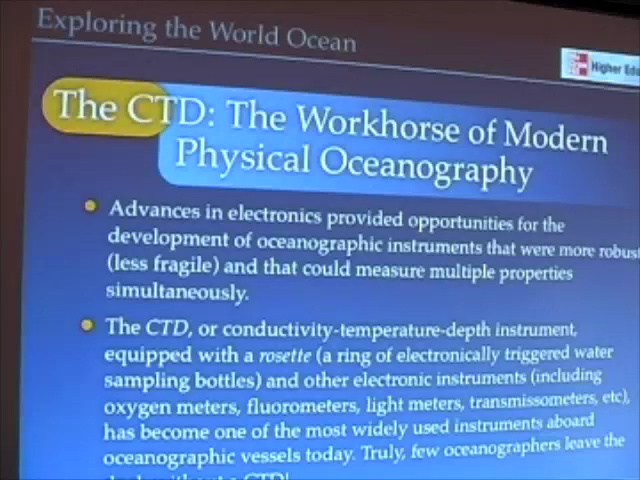 Exploring the World Ocean
Higher Edu
The CTD: The Workhorse of Modern
Physical Oceanography
Advances in electronics provided opportunities for the
development of oceanographic instruments that were more robust
(less fragile) and that could measure multiple properties
simultaneously.
The CTD, or conductivity-temperature-depth instrument,
equipped with a rosette (a ring of electronically triggered water
sampling bottles) and other electronic instruments (including
oxygen meters, fluorometers, light meters, transmissometers, etc),
has become one of the most widely used instruments aboard
oceanographic vessels today. Truly, few oceanographers leave the
dock without a CTD!